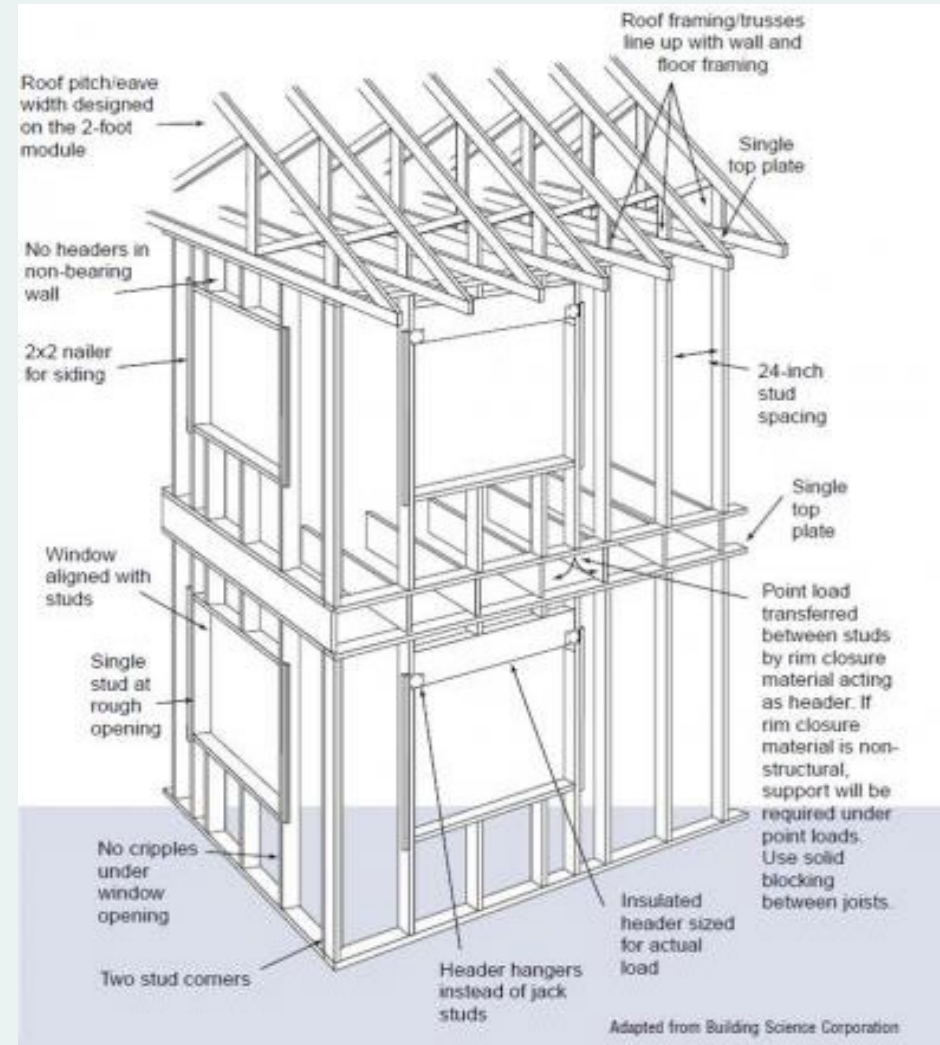 Roof framing/trusses
line up with wall and
floor framing
Roof pitch/eave
width designed
on the 2-foot
module
Single
top plate
No headers in
non-bearing
wall
2x2 nailer
for siding
24-inch
stud
spacing
Single
top
plate
Window
aligned with
studs
Point load
transferred
between studs
by rim closure
material acting
as header. If
rim closure
material is non-
structural,
support will be
required under
point loads.
Use solid
blocking
between joists.
Single
stud at
rough
opening
No cripples
under
window
opening
Insulated
header sized
for actual
load
Two stud corners
Header hangers
instead of jack
studs
Adapted from Building Science Corporation